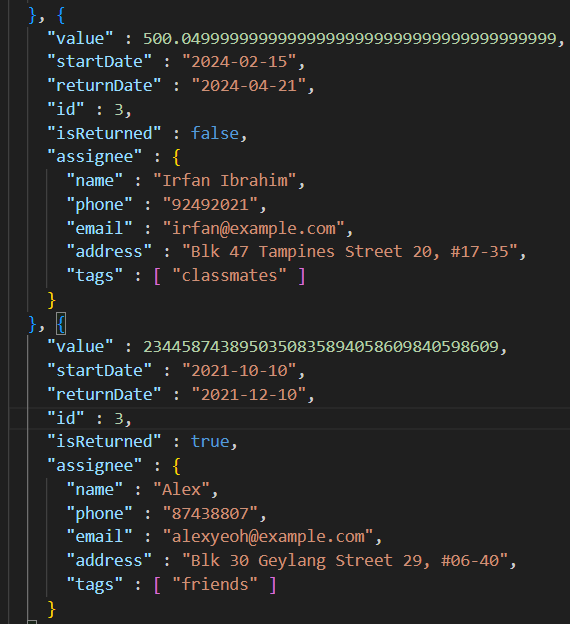 }, {
"value" : 500.049999999999999999999999999999999999999,
"startDate" : "2024-02-15",
"returnDate" : "2024-04-21",
"id" : 3,
"isReturned" : false,
"assignee" : {
"name" : "Irfan Ibrahim",
"phone" : "92492021",
"email" : "irfan@example.com",
"address" : "Blk 47 Tampines Street 20, #17-35",
"tags" : [ "classmates" ]
}
}, {
"value" : 2344587438950350835894058609840598609,
"startDate" : "2021-10-10",
"returnDate" : "2021-12-10",
"id" : 3,
"isReturned" : true,
"assignee" : {
"name" : "Alex",
"phone" : "87438807",
"email" : "alexyeoh@example.com",
"address" : "Blk 30 Geylang Street 29, #06-40",
"tags" : [ "friends" ]
}